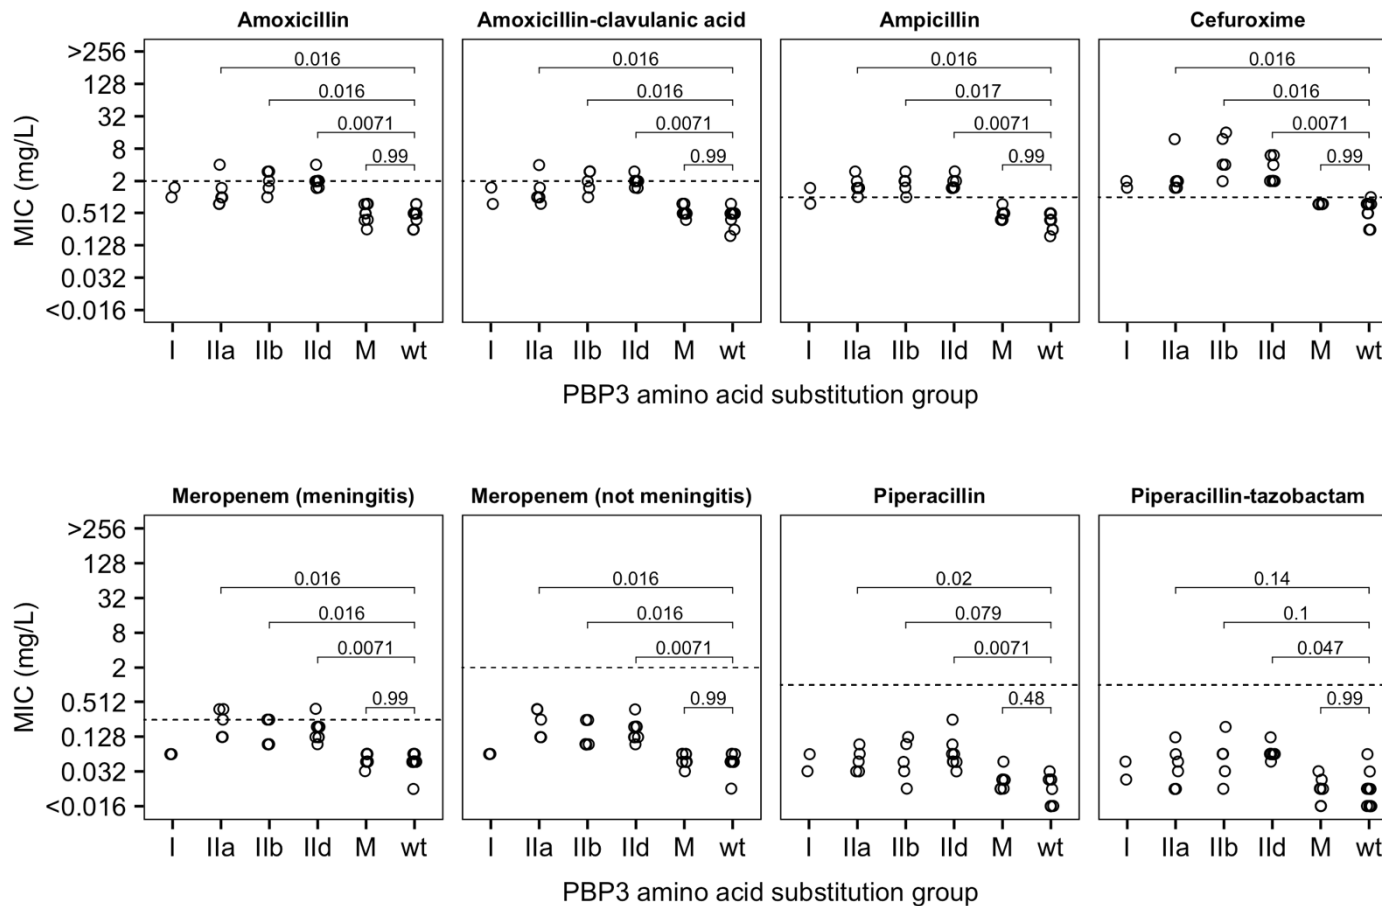 Amoxicillin Amoxicillin-clavulanic acid Ampicillin Cefuroxime
MIC (mg/L)
>256
128
32
8
2
0.512
0.128
0.032
<0.016
0.016 0.016 0.016 0.016
0.016 0.016 0.017 0.016
0.0071 0.0071 0.0071 0.0071
0.99 0.99 0.99 0.99
I IIa IIb IId M wt I IIa IIb IId M wt I IIa IIb IId M wt I IIa IIb IId M wt
PBP3 amino acid substitution group
Meropenem (meningitis) Meropenem (not meningitis) Piperacillin Piperacillin-tazobactam
MIC (mg/L)
>256
128
32
8
2
0.512
0.128
0.032
<0.016
0.016 0.016 0.02 0.14
0.016 0.016 0.079 0.1
0.0071 0.0071 0.0071 0.047
0.99 0.99 0.48 0.99
I IIa IIb IId M wt I IIa IIb IId M wt I IIa IIb IId M wt I IIa IIb IId M wt
PBP3 amino acid substitution group